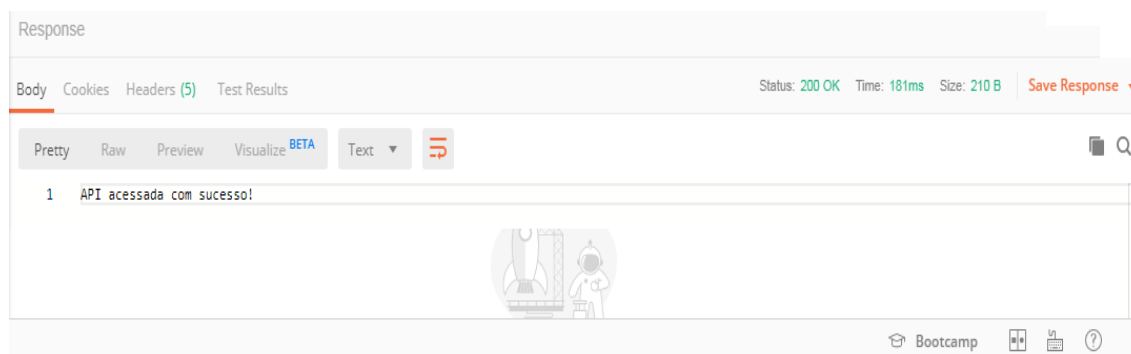 Response
Body Cookies Headers (5) Test Results Status: 200 OK Time: 181ms Size: 210 B Save Response
Pretty Raw Preview Visualize BETA Text
1 API acessada com sucesso!
Bootcamp